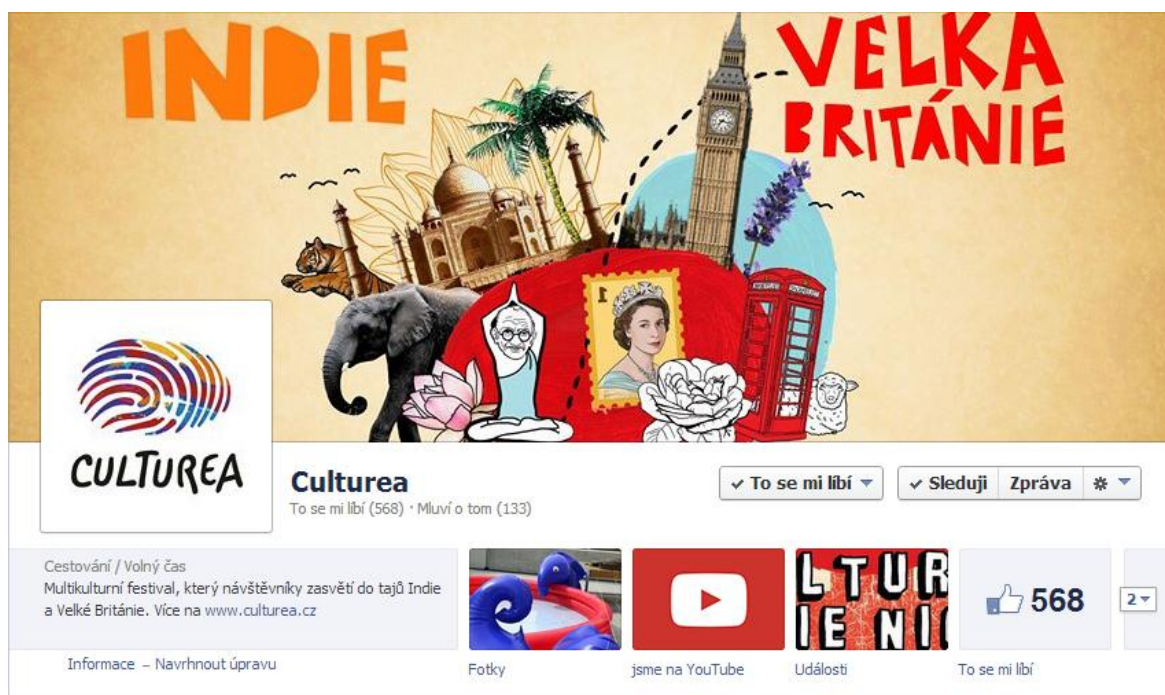 INDIE
VELKA
BRITÁNIE
1
CULTUREA
Culturea
To se mi líbí (568) · Mluví o tom (133)
To se mi líbí
Sleduji
Zpráva
Cestování / Volný čas
Multikulturní festival, který návštěvníky zasvětí do tajů Indie
a Velké Británie. Více na www.culturea.cz
LTUR
IE NI
568
2
Informace – Navrhnout úpravu
Fotky
jsme na YouTube
Události
To se mi líbí